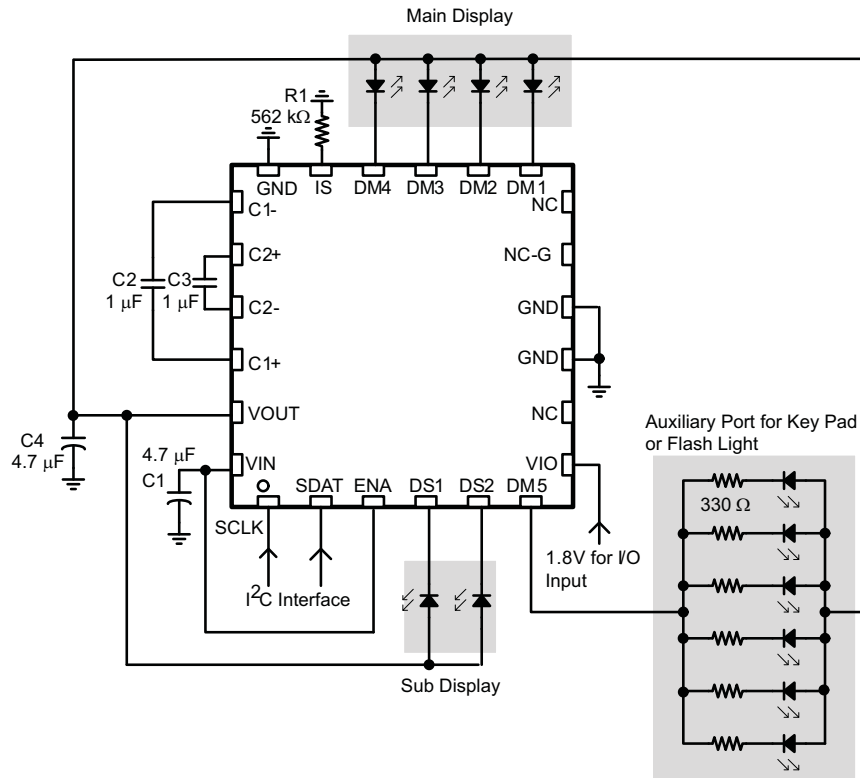 Main Display
R1
562 kΩ
GND
IS
DM4
DM3
DM2
DM1
C1-
NC
C2+
NC-G
C2
C3
1 μF
1 μF
C2-
GND
C1+
GND
VOUT
NC
C4
4.7 μF
4.7 μF
C1
VIN
VIO
SCLK
SDAT
ENA
DS1
DS2
DM5
Auxiliary Port for Key Pad
or Flash Light
330 Ω
1.8V for I/O
Input
I²C Interface
Sub Display